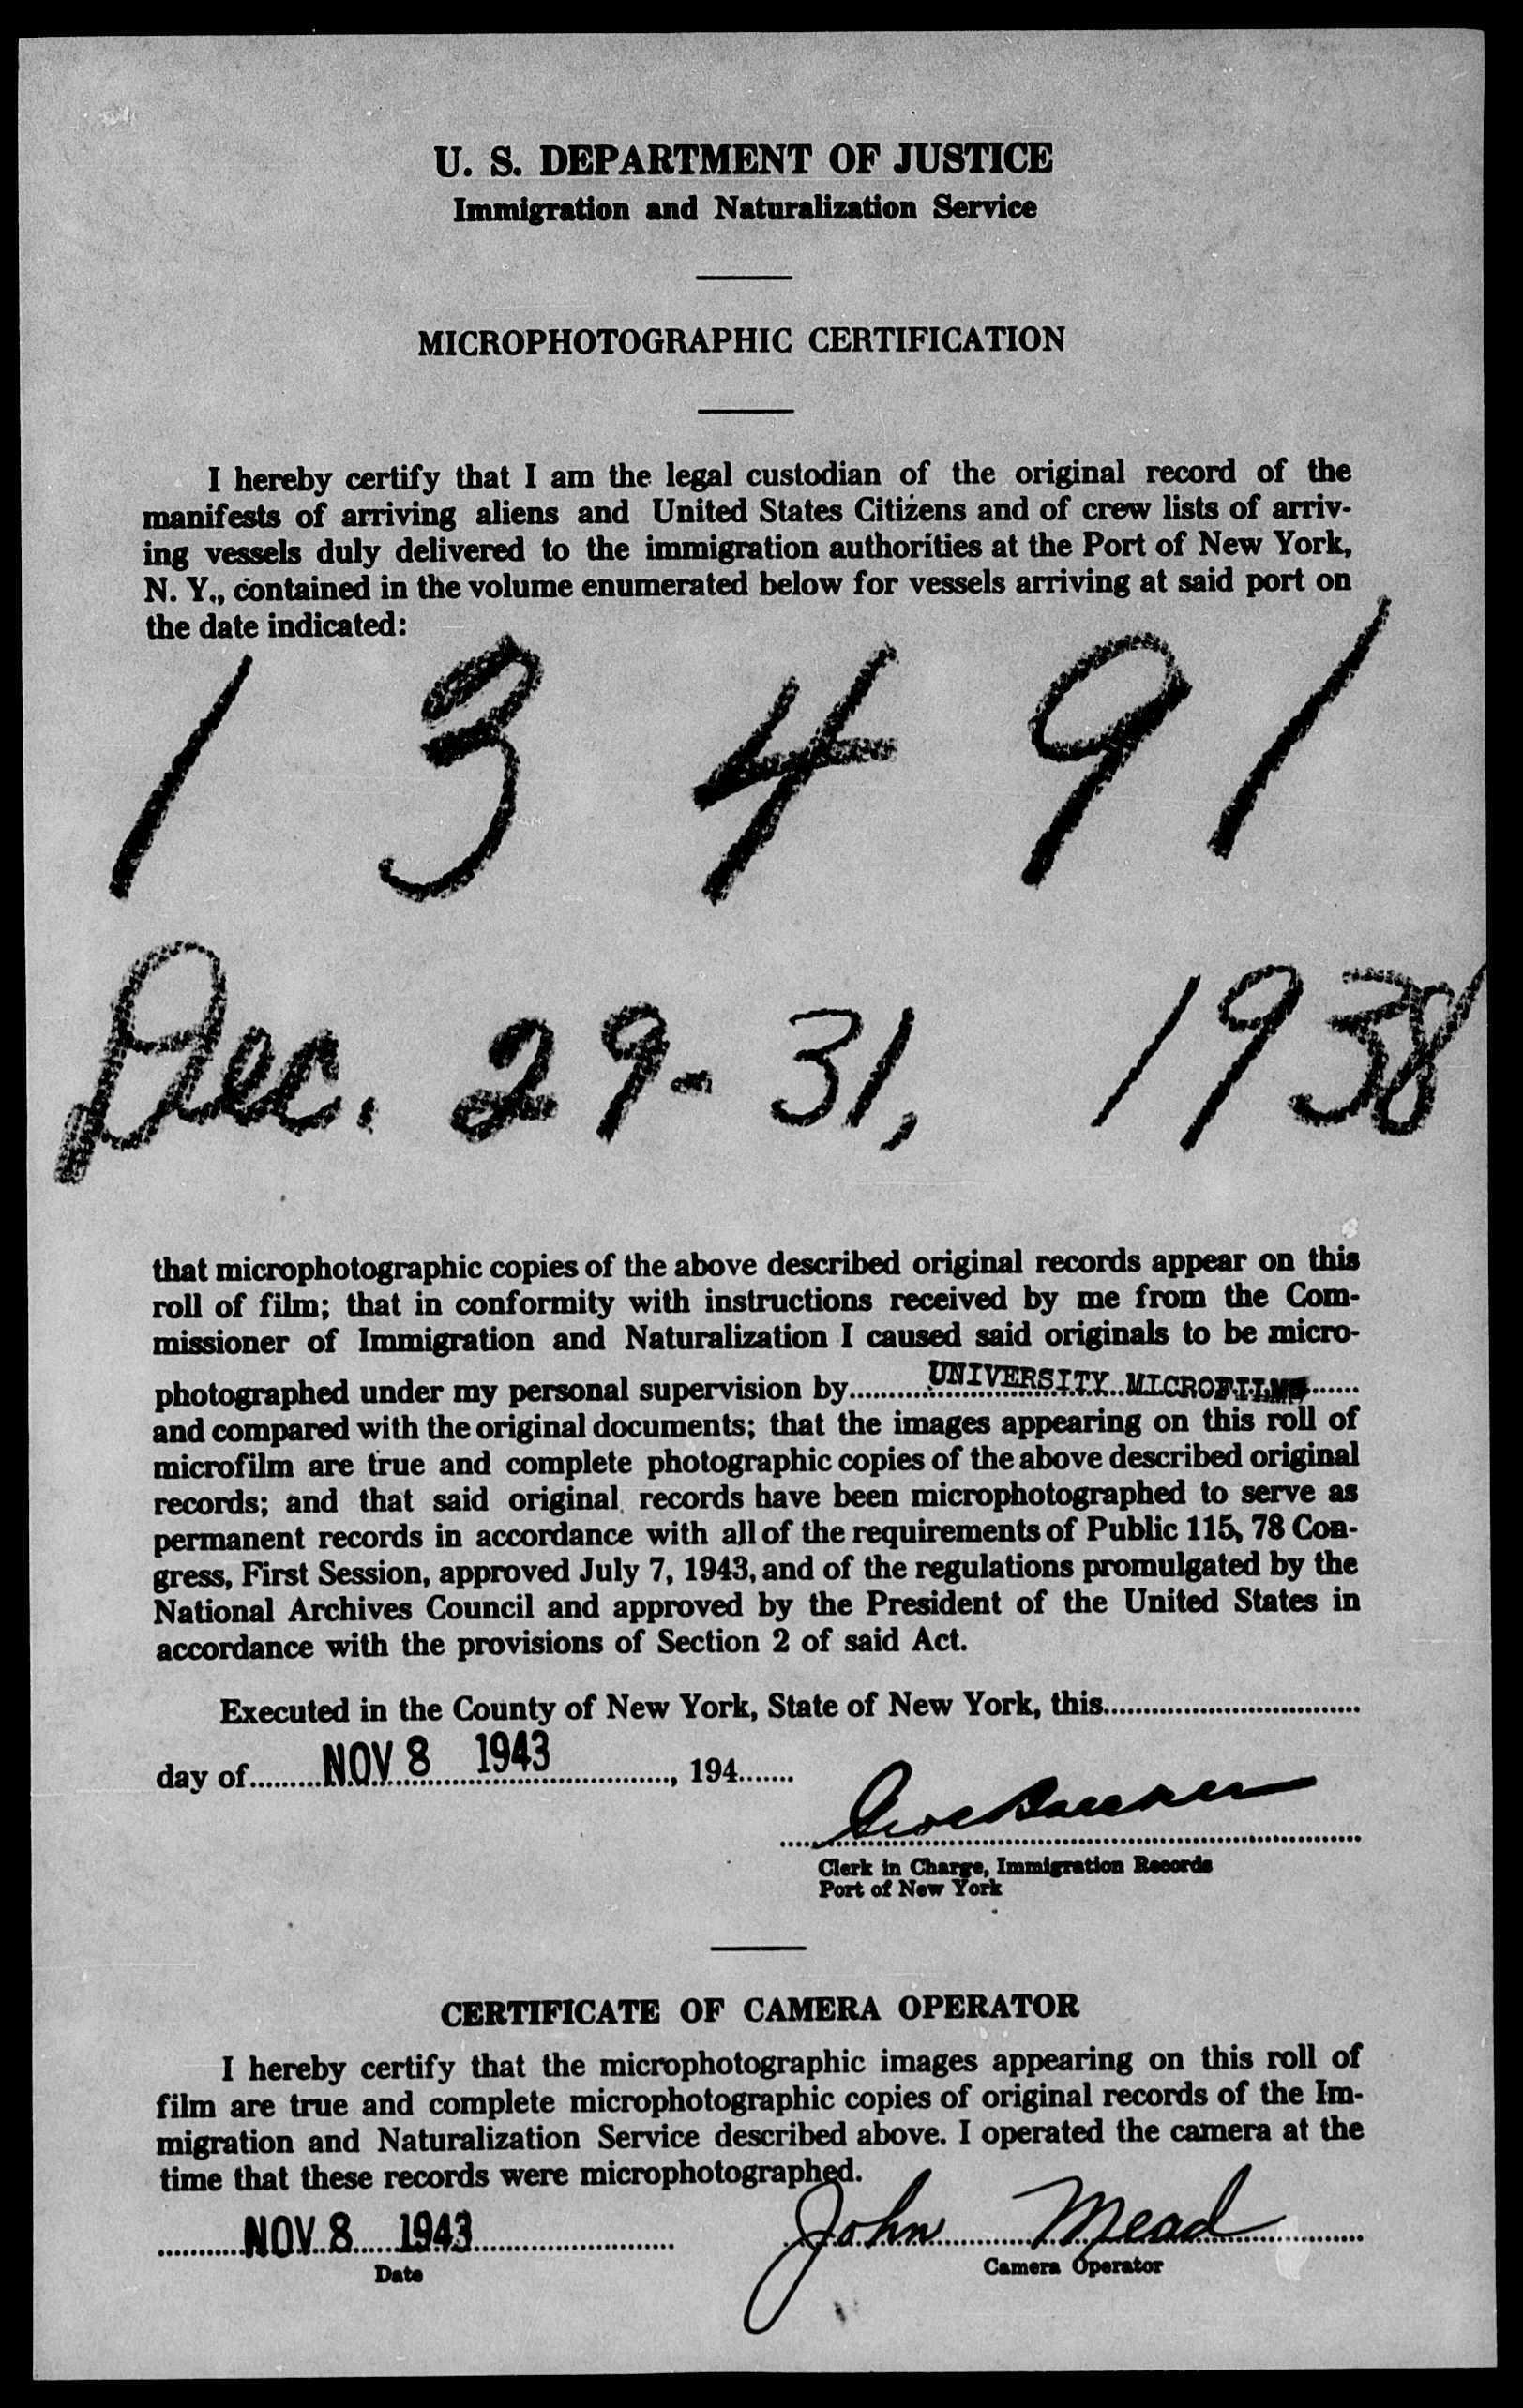 U. S. DEPARTMENT OF JUSTICE
Immigration and Naturalization Service
MICROPHOTOGRAPHIC CERTIFICATION
I hereby certify that I am the legal custodian of the original record of the
manifests of arriving aliens and United States Citizens and of crew lists of arriv-
ing vessels duly delivered to the immigration authorities at the Port of New York,
N. Y., contained in the volume enumerated below for vessels arriving at said port on
the date indicated:
1 3 4 9 1
Dec. 29-31, 1938
that microphotographic copies of the above described original records appear on this
roll of film; that in conformity with instructions received by me from the Com-
missioner of Immigration and Naturalization I caused said originals to be micro-
photographed under my personal supervision by UNIVERSITY MICROFILMS
and compared with the original documents; that the images appearing on this roll of
microfilm are true and complete photographic copies of the above described original
records; and that said original records have been microphotographed to serve as
permanent records in accordance with all of the requirements of Public 115, 78 Con-
gress, First Session, approved July 7, 1943, and of the regulations promulgated by the
National Archives Council and approved by the President of the United States in
accordance with the provisions of Section 2 of said Act.
Executed in the County of New York, State of New York, this
day of NOV 8 1943, 194
Clerk in Charge, Immigration Records
Port of New York
CERTIFICATE OF CAMERA OPERATOR
I hereby certify that the microphotographic images appearing on this roll of
film are true and complete microphotographic copies of original records of the Im-
migration and Naturalization Service described above. I operated the camera at the
time that these records were microphotographed.
NOV 8 1943 John Mead
Date Camera Operator